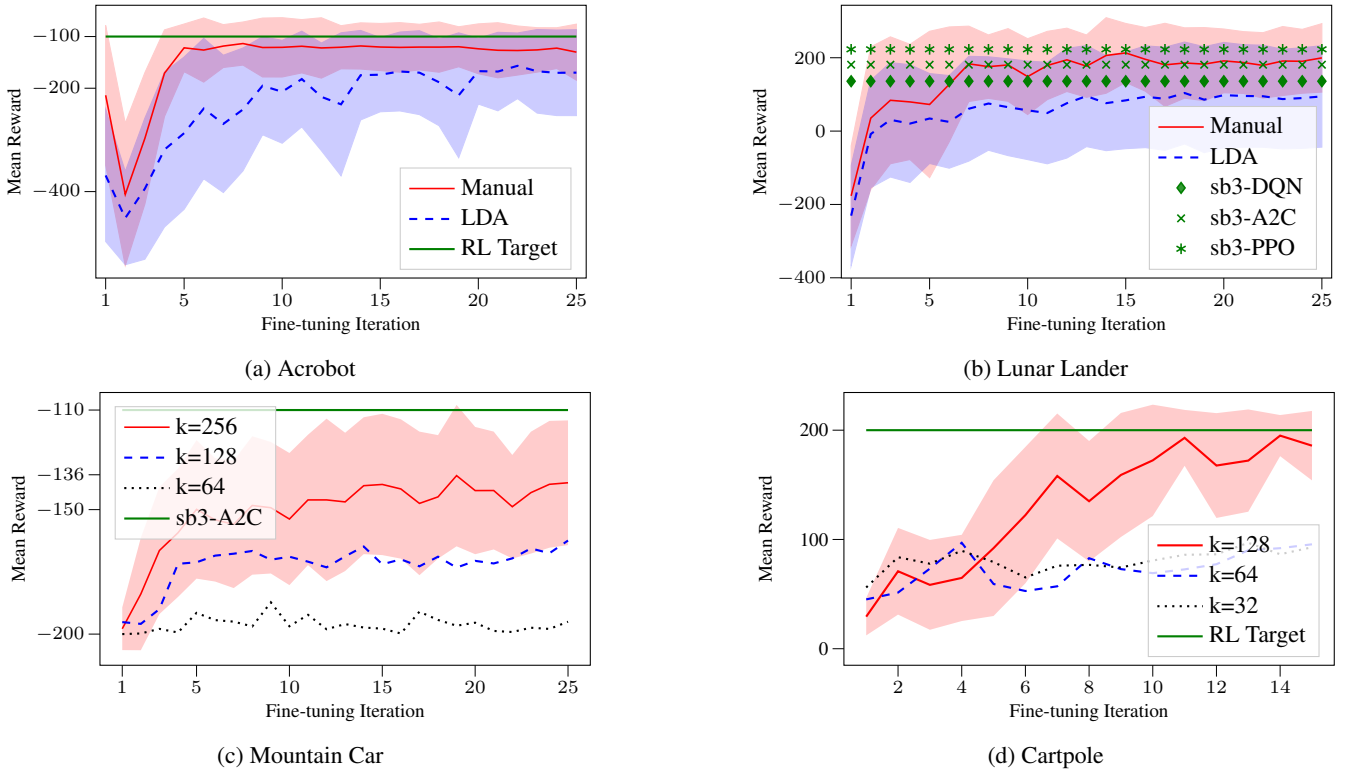 −100
−200
−400
Mean Reward
Manual
LDA
RL Target
1 5 10 15 20 25
Fine-tuning Iteration
(a) Acrobot
200
0
−200
−400
Mean Reward
Manual
LDA
sb3-DQN
sb3-A2C
sb3-PPO
1 5 10 15 20 25
Fine-tuning Iteration
(b) Lunar Lander
−110
−136
−150
−200
Mean Reward
k=256
k=128
k=64
sb3-A2C
1 5 10 15 20 25
Fine-tuning Iteration
(c) Mountain Car
200
100
0
Mean Reward
k=128
k=64
k=32
RL Target
2 4 6 8 10 12 14
Fine-tuning Iteration
(d) Cartpole